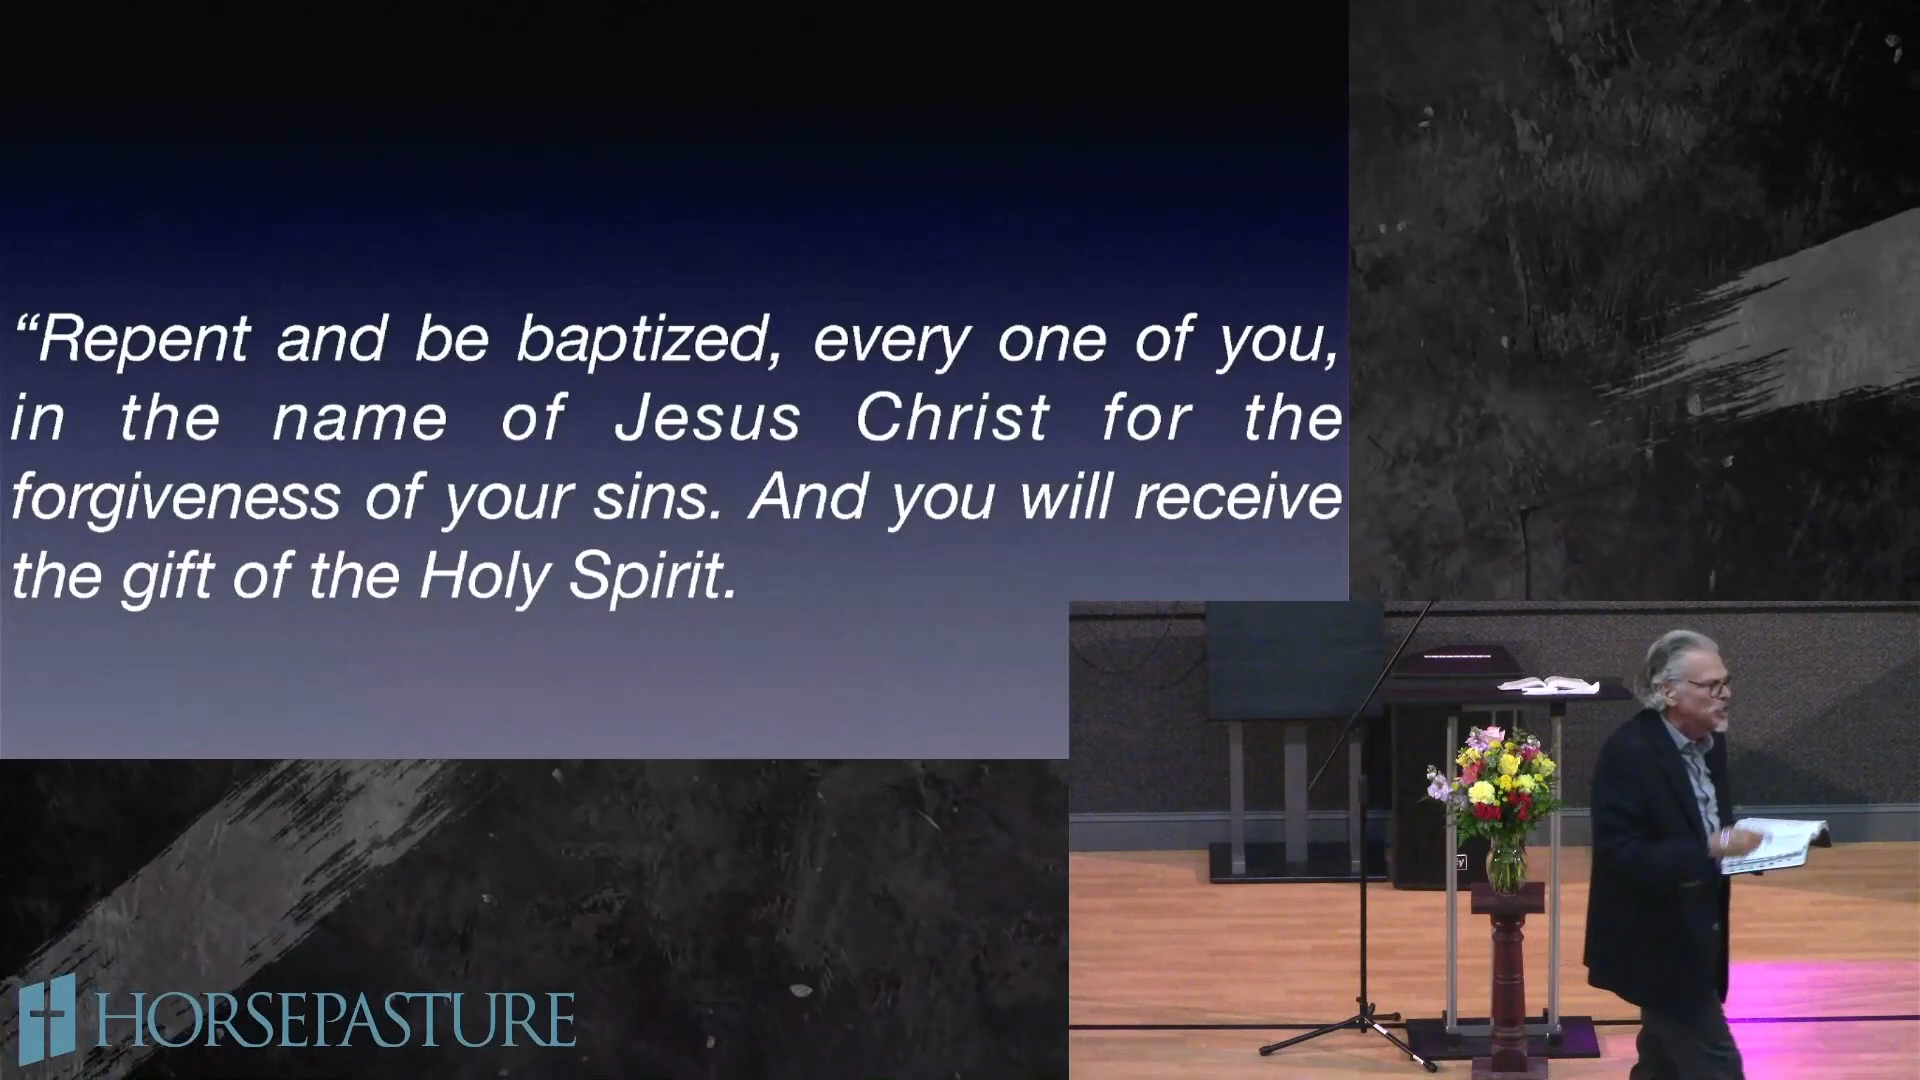 “Repent and be baptized, every one of you,
in the name of Jesus Christ for the
forgiveness of your sins. And you will receive
the gift of the Holy Spirit.
HORSEPASTURE